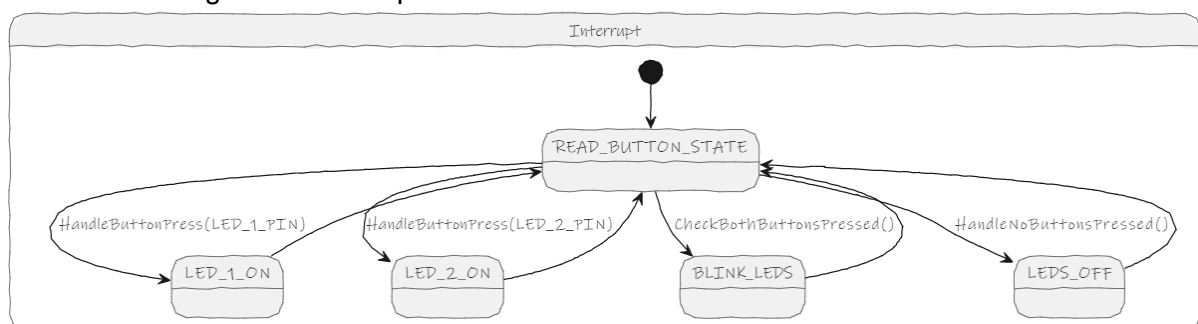 Interrupt
READ_BUTTON_STATE
HandleButtonPress(LED_1_PIN)
HandleButtonPress(LED_2_PIN)
CheckBothButtonsPressed()
HandleNoButtonsPressed()
LED_1_ON
LED_2_ON
BLINK_LEDS
LEDS_OFF